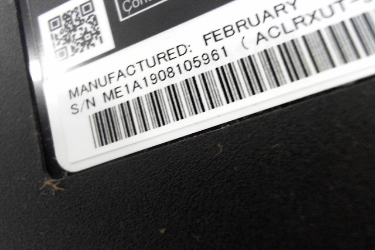 MANUFACTURED: FEBRUARY
S/N ME1A1908105961 ( ACLRXUT-